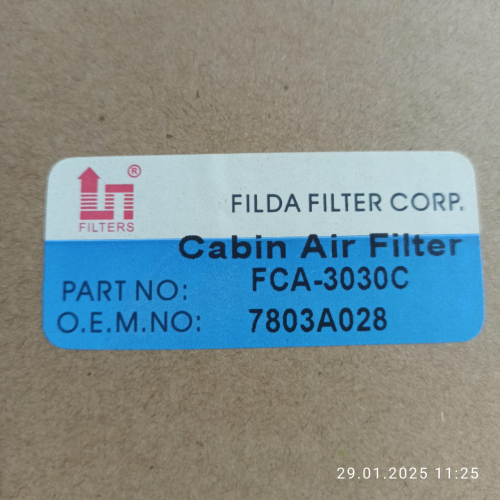 ®
FILTERS
FILDA FILTER CORP.
Cabin Air Filter
PART NO: FCA-3030C
O.E.M.NO: 7803A028
29.01.2025 11:25